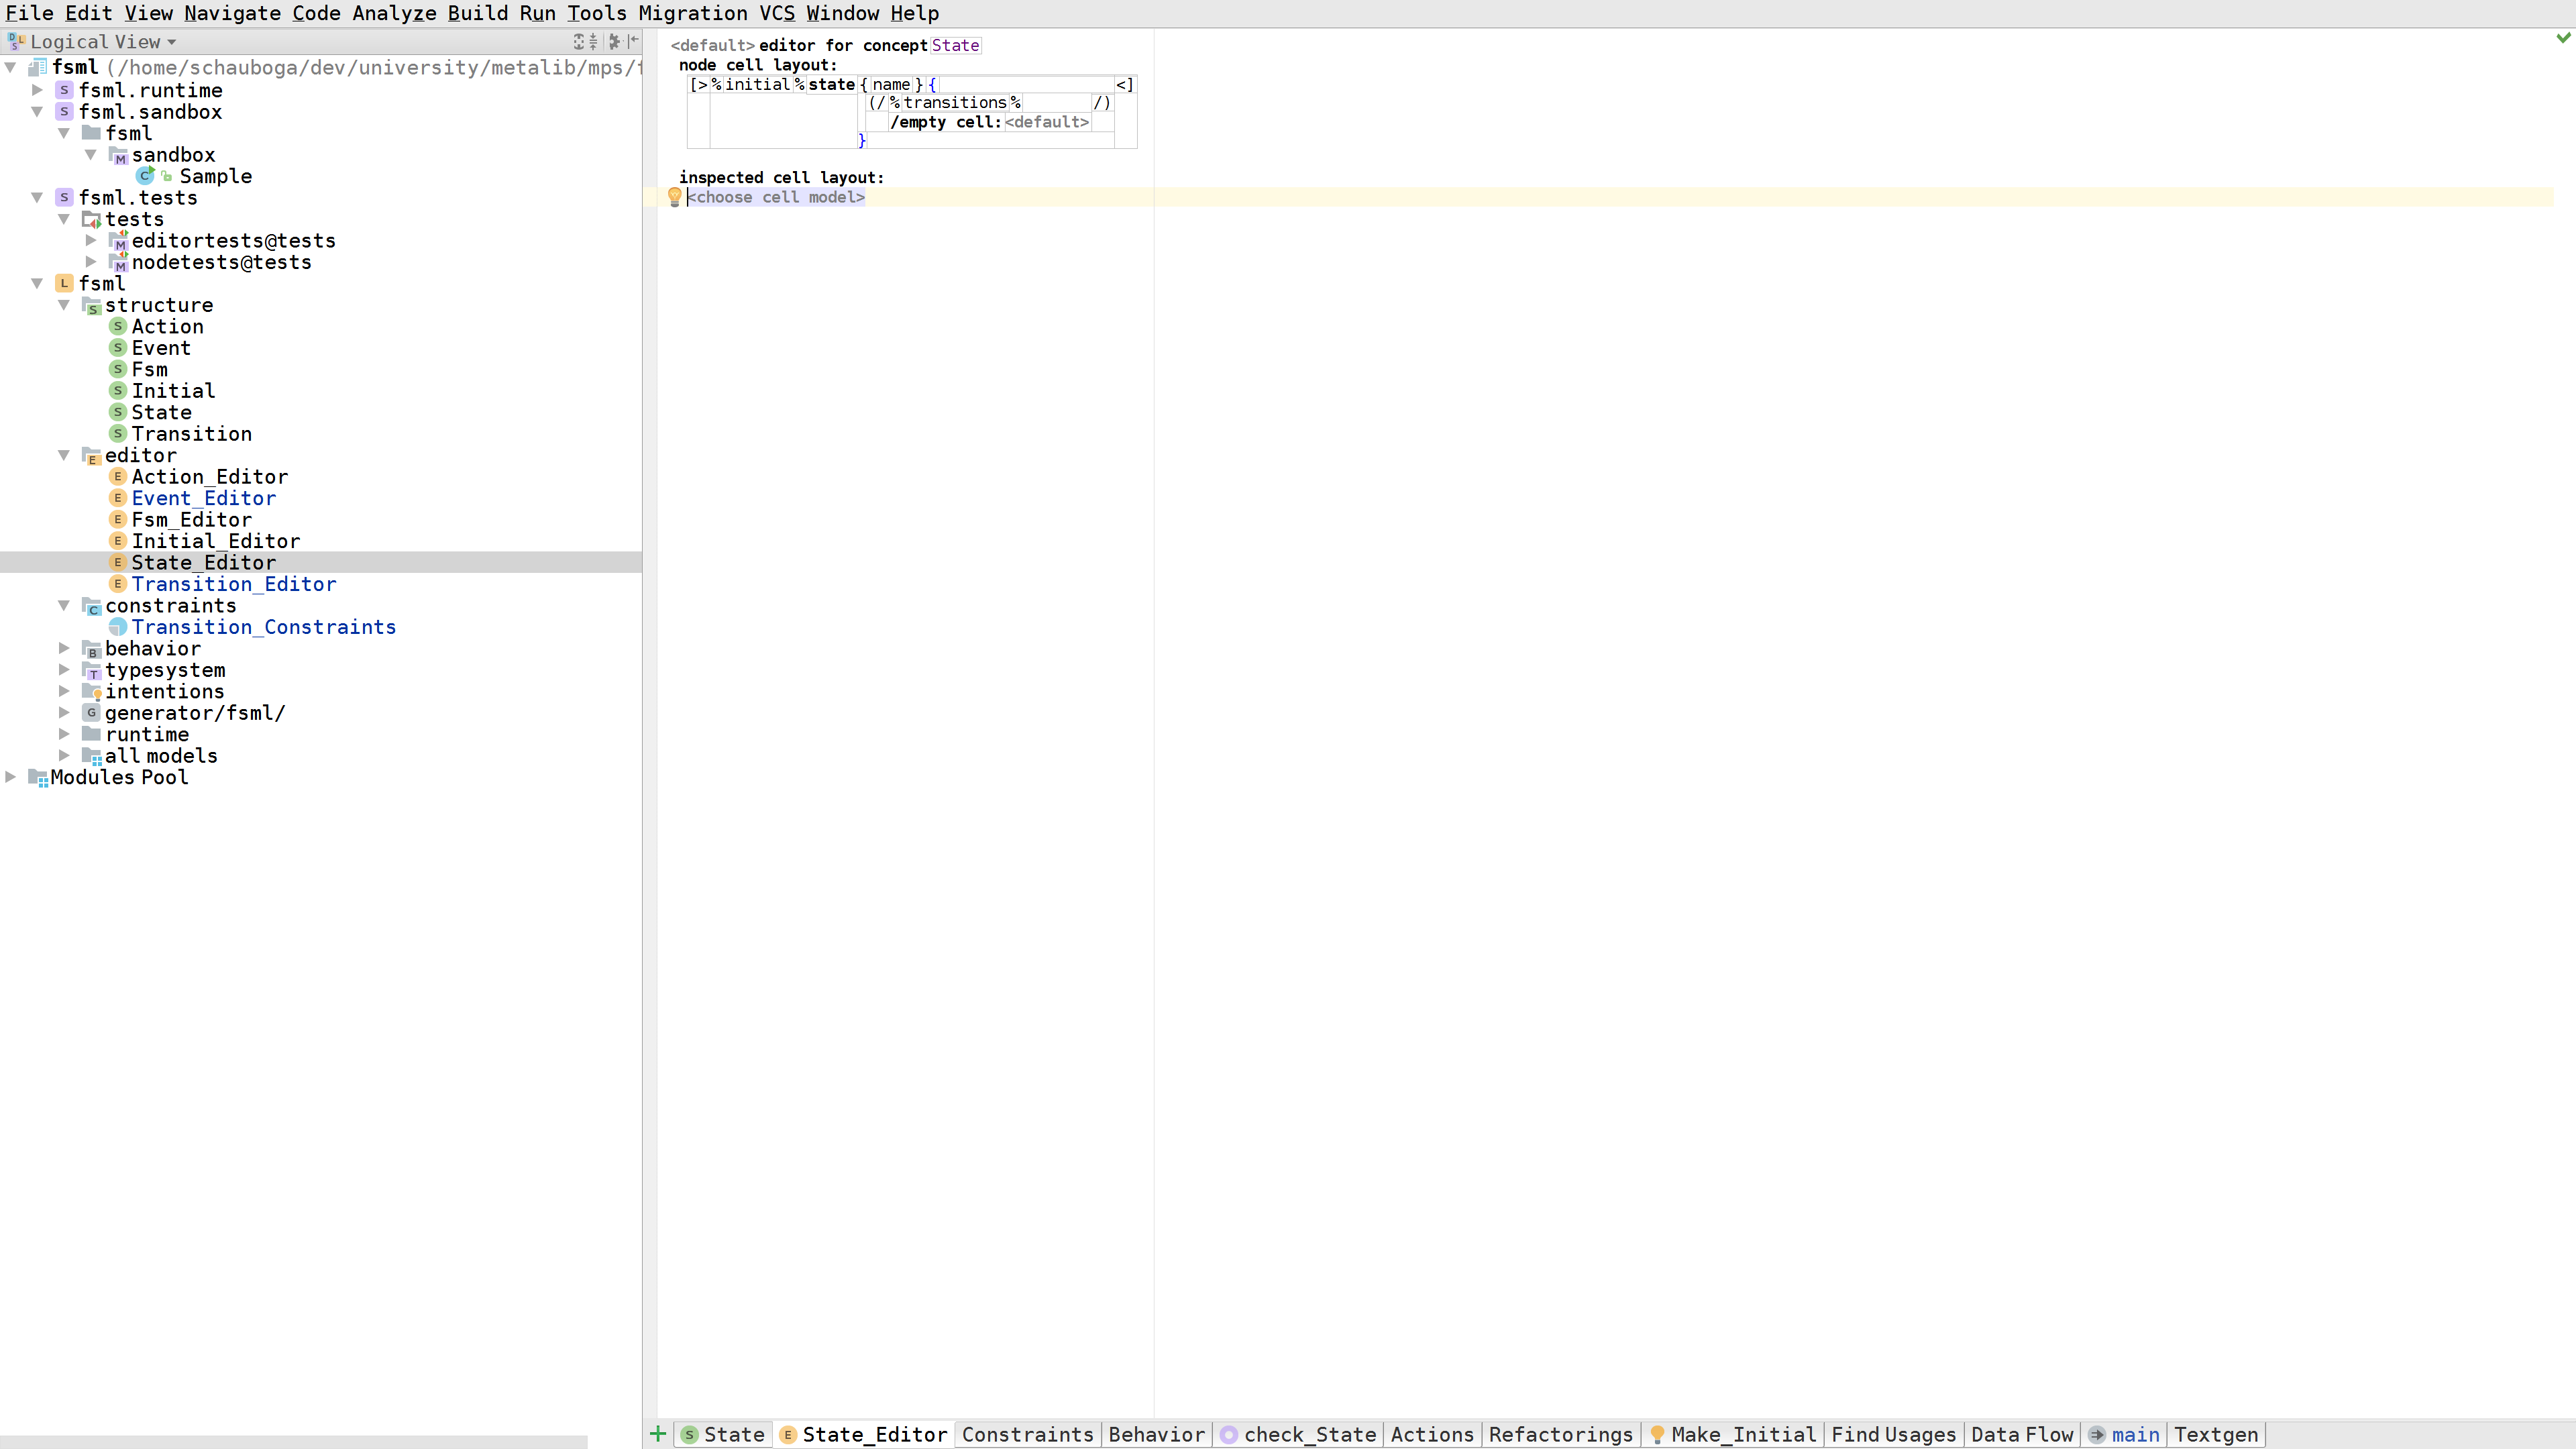 File Edit View Navigate Code Analyze Build Run Tools Migration VCS Window Help
Logical View
fsml (/home/schauboga/dev/university/metalib/mps/f
fsml.runtime
fsml.sandbox
fsml
sandbox
Sample
fsml.tests
tests
editortests@tests
nodetests@tests
fsml
structure
Action
Event
Fsm
Initial
State
Transition
editor
Action_Editor
Event_Editor
Fsm_Editor
Initial_Editor
State_Editor
Transition_Editor
constraints
Transition_Constraints
behavior
typesystem
intentions
generator/fsml/
runtime
all models
Modules Pool
<default> editor for concept State
node cell layout:
[> % initial % state { name } { <]
(/ % transitions % /)
/empty cell: <default>
}
inspected cell layout:
<choose cell model>
State State_Editor Constraints Behavior check_State Actions Refactorings Make_Initial Find Usages Data Flow main Textgen